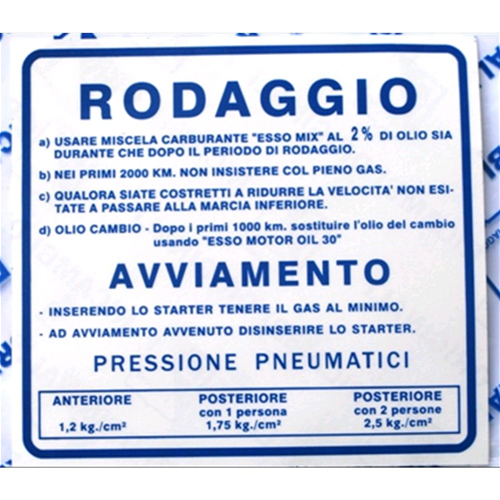 RODAGGIO
a) USARE MISCELA CARBURANTE "ESSO MIX" AL 2% DI OLIO SIA
DURANTE CHE DOPO IL PERIODO DI RODAGGIO.
b) NEI PRIMI 2000 KM. NON INSISTERE COL PIENO GAS.
c) QUALORA SIATE COSTRETTI A RIDURRE LA VELOCITA' NON ESI-
TATE A PASSARE ALLA MARCIA INFERIORE.
d) OLIO CAMBIO - Dopo i primi 1000 km. sostituire l'olio del cambio
usando "ESSO MOTOR OIL 30"
AVVIAMENTO
- INSERENDO LO STARTER TENERE IL GAS AL MINIMO.
- AD AVVIAMENTO AVVENUTO DISINSERIRE LO STARTER.
PRESSIONE PNEUMATICI
ANTERIORE
1,2 kg./cm²
POSTERIORE
con 1 persona
1,75 kg./cm²
POSTERIORE
con 2 persone
2,5 kg./cm²